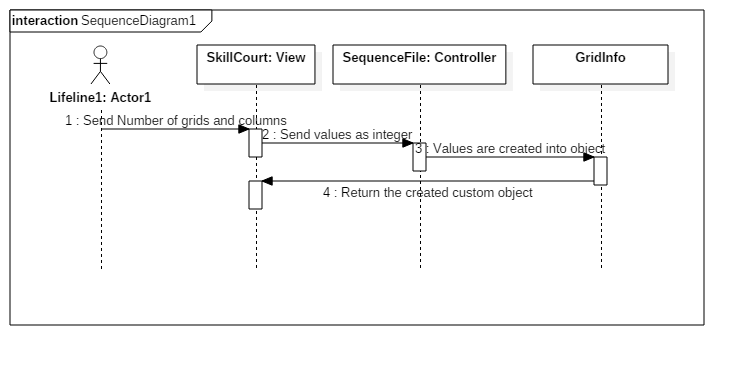 interaction SequenceDiagram1
SkillCourt: View
SequenceFile: Controller
GridInfo
Lifeline1: Actor1
1 : Send Number of grids and columns
2 : Send values as integer
3 : Values are created into object
4 : Return the created custom object